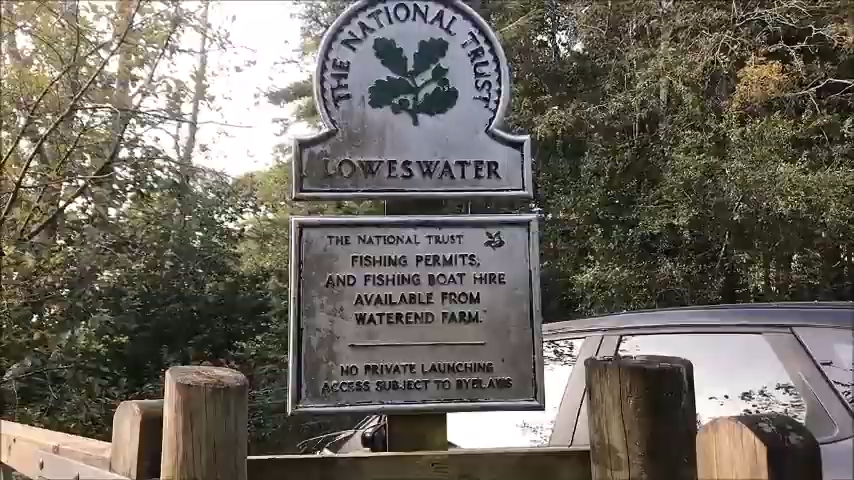 THE NATIONAL TRUST
LOWESWATER
THE NATIONAL TRUST
FISHING PERMITS,
AND FISHING BOAT HIRE
AVAILABLE FROM
WATEREND FARM.
NO PRIVATE LAUNCHING
ACCESS SUBJECT TO BYELAWS